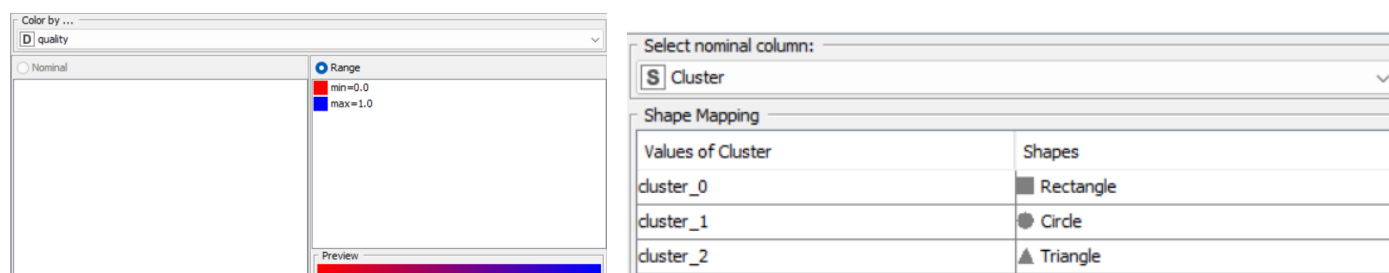 Color by ...
D quality
Nominal
Range
min=0.0
max=1.0
Preview
Select nominal column:
S Cluster
Shape Mapping
Values of Cluster
Shapes
cluster_0
Rectangle
cluster_1
Circle
cluster_2
Triangle